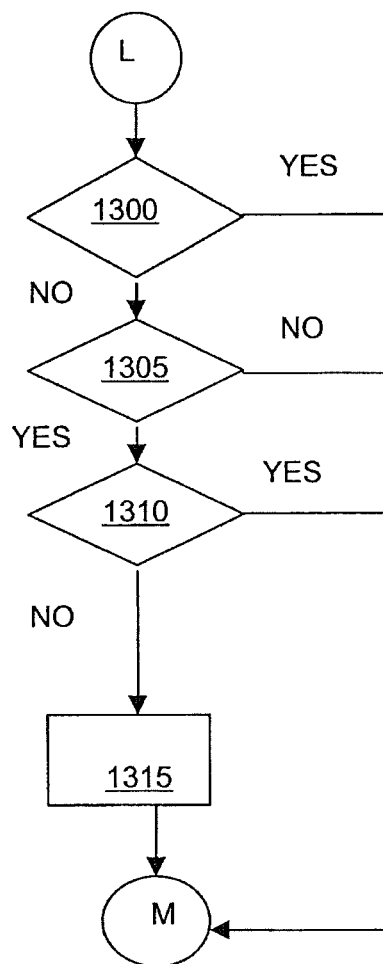 L
YES
1300
NO
NO
1305
YES
YES
1310
NO
1315
M